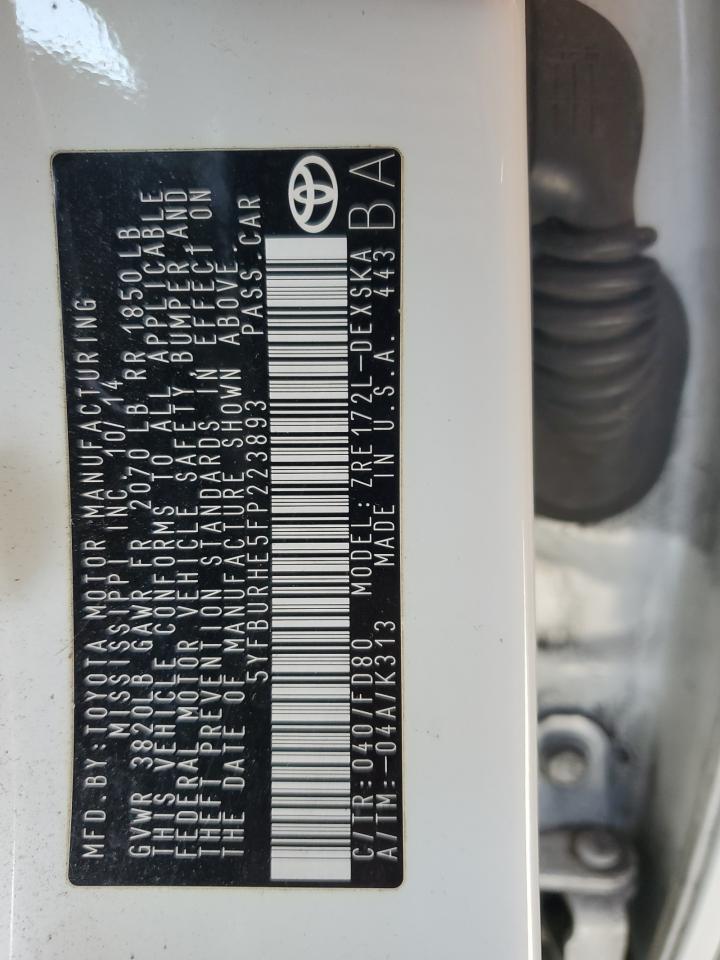 MFD.BY:TOYOTA MOTOR MANUFACTURING
MISSISSIPPI INC. 10/14
GVWR 3820LB GAWR FR 2070 LB RR 1850LB
THIS VEHICLE CONFORMS TO ALL APPLICABLE
FEDERAL MOTOR VEHICLE SAFETY, BUMPER AND
THEFT PREVENTION STANDARDS IN EFFECT ON
THE DATE OF MANUFACTURE SHOWN ABOVE.
5YFBURHE5FP223893 PASS.CAR
C/TR:040/FD80 MODEL:ZRE172L-DEXSKA
A/TM:-04A/K313 MADE IN U.S.A. 443
BA